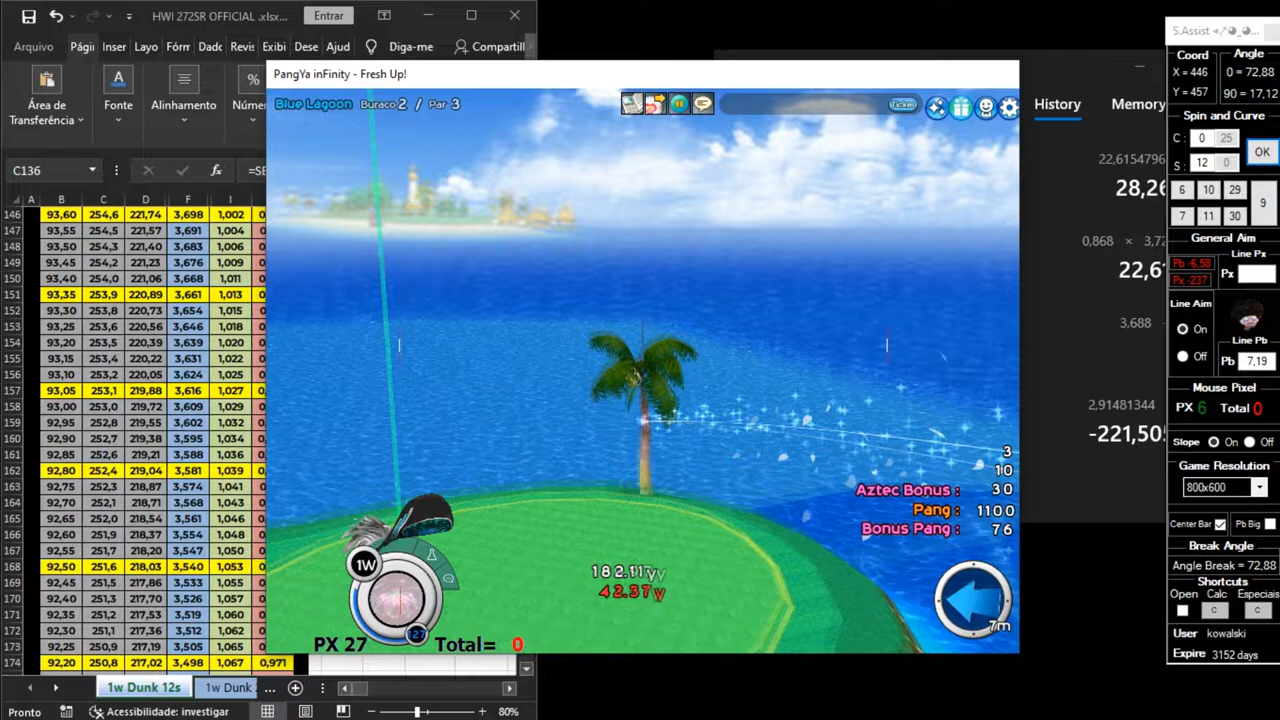 HWI 272SR OFFICIAL .xlsx...
Entrar
Arquivo
Pági
Inser
Layo
Fórm
Revis
Exibi
Dese
Ajud
Diga-me
Compartil
Área de
Transferência
Fonte
Alinhamento
Núme
C136
fx
B C D F I
146 93,60 254,6 221,74 3,698 1,002
147 93,55 254,5 221,57 3,691 1,004
148 93,50 254,3 221,40 3,683 1,006
149 93,45 254,2 221,23 3,676 1,009
150 93,40 254,0 221,06 3,668 1,011
151 93,35 253,9 220,89 3,661 1,013
152 93,30 253,8 220,73 3,654 1,015
153 93,25 253,6 220,56 3,646 1,018
154 93,20 253,5 220,39 3,639 1,020
155 93,15 253,4 220,22 3,631 1,022
156 93,10 253,2 220,05 3,624 1,025
157 93,05 253,1 219,88 3,616 1,027
158 93,00 253,0 219,72 3,609 1,029
159 92,95 252,8 219,55 3,602 1,032
160 92,90 252,7 219,38 3,595 1,034
161 92,85 252,6 219,21 3,588 1,036
162 92,80 252,4 219,04 3,581 1,039
163 92,75 252,3 218,87 3,574 1,041
164 92,70 252,1 218,71 3,568 1,043
165 92,65 252,0 218,54 3,561 1,046
166 92,60 251,9 218,37 3,554 1,048
167 92,55 251,7 218,20 3,547 1,050
168 92,50 251,6 218,03 3,540 1,053
169 92,45 251,5 217,86 3,533 1,055
170 92,40 251,3 217,70 3,526 1,057
171 92,35 251,2 217,53 3,519 1,060
172 92,30 251,1 217,36 3,512 1,062
173 92,25 250,9 217,19 3,505 1,064
174 92,20 250,8 217,02 3,498 1,067 0,971
1w Dunk 12s
1w Dunk
Pronto
Acessibilidade: investigar
80%
PangYa inFinity - Fresh Up!
Blue Lagoon Buraco 2 / Par 3
Ticker
3
10
Aztec Bonus : 30
Pang : 1100
Bonus Pang : 76
182.11y
42.37y
1W
127
PX 27
Total= 0
7m
History
Memory
22,6154796
28,26
0,868 × 3,72
22,6
3,688
2,91481344
-221,505
S.Assist
Coord
X = 446
Y = 457
Angle
0 = 72,88
90 = 17,12
Spin and Curve
C : 0 25
S : 12 0
OK
6 10 29
7 11 30
9
General Aim
Pb -6,58
Px -237
Line Px
Px
Line Aim
On
Off
Line Pb
Pb 7,19
Mouse Pixel
PX 6 Total 0
Slope On Off
Game Resolution
800x600
Center Bar
Pb Big
Break Angle
Angle Break = 72,88
Shortcuts
Open Calc Especiais
C C
User kowalski
Expire 3152 days